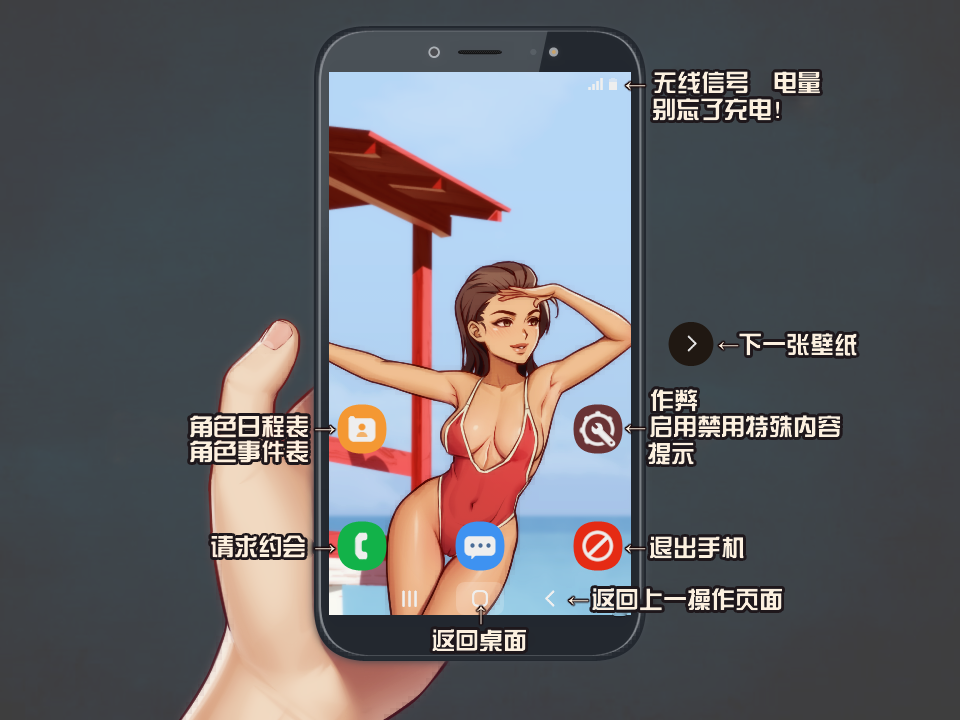 无线信号 电量
别忘了充电!
←下一张壁纸
作弊
←启用禁用特殊内容
提示
角色日程表→
角色事件表
请求约会→
←退出手机
←返回上一操作页面
↑
返回桌面